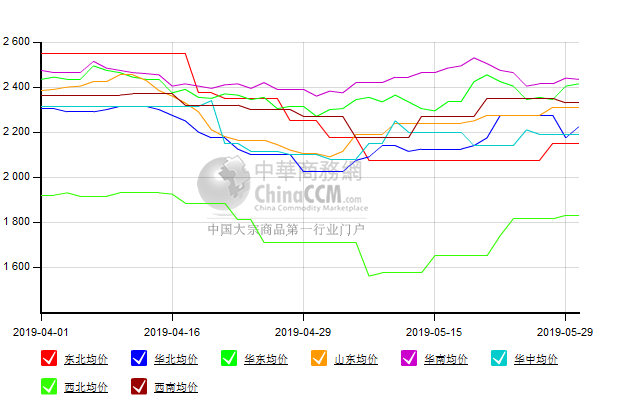 2 600
2 400
2 200
2 000
1 800
1 600
中華商務網
ChinaCCM.com
China Commodity Marketplace
中国大宗商品第一行业门户
2019-04-01 2019-04-16 2019-04-29 2019-05-15 2019-05-29
东北均价 华北均价 华东均价 山东均价 华南均价 华中均价
西北均价 西南均价